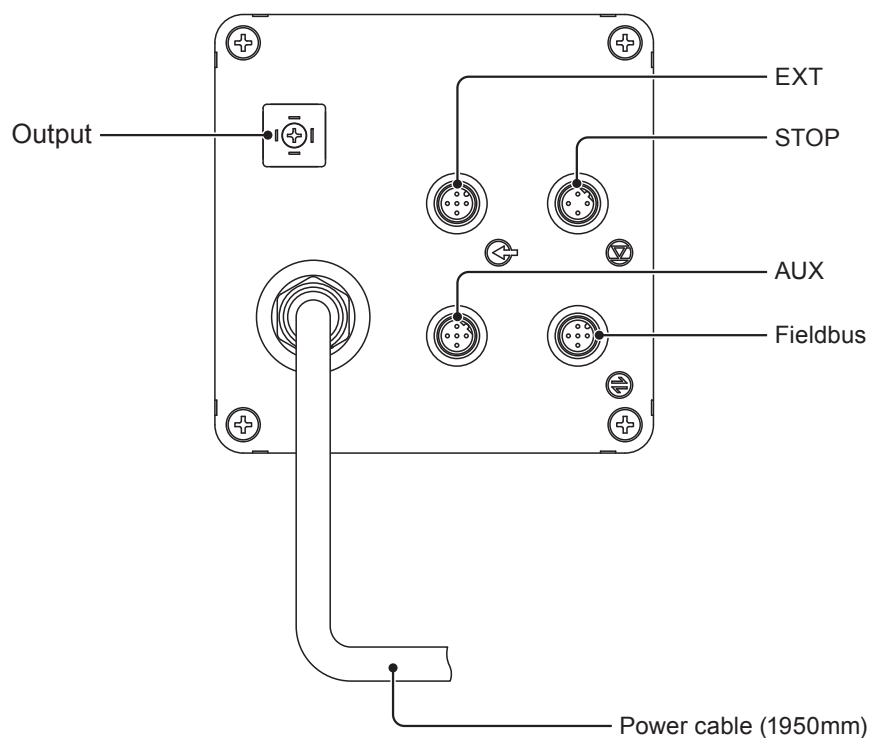 EXT
Output
STOP
AUX
Fieldbus
Power cable (1950mm)